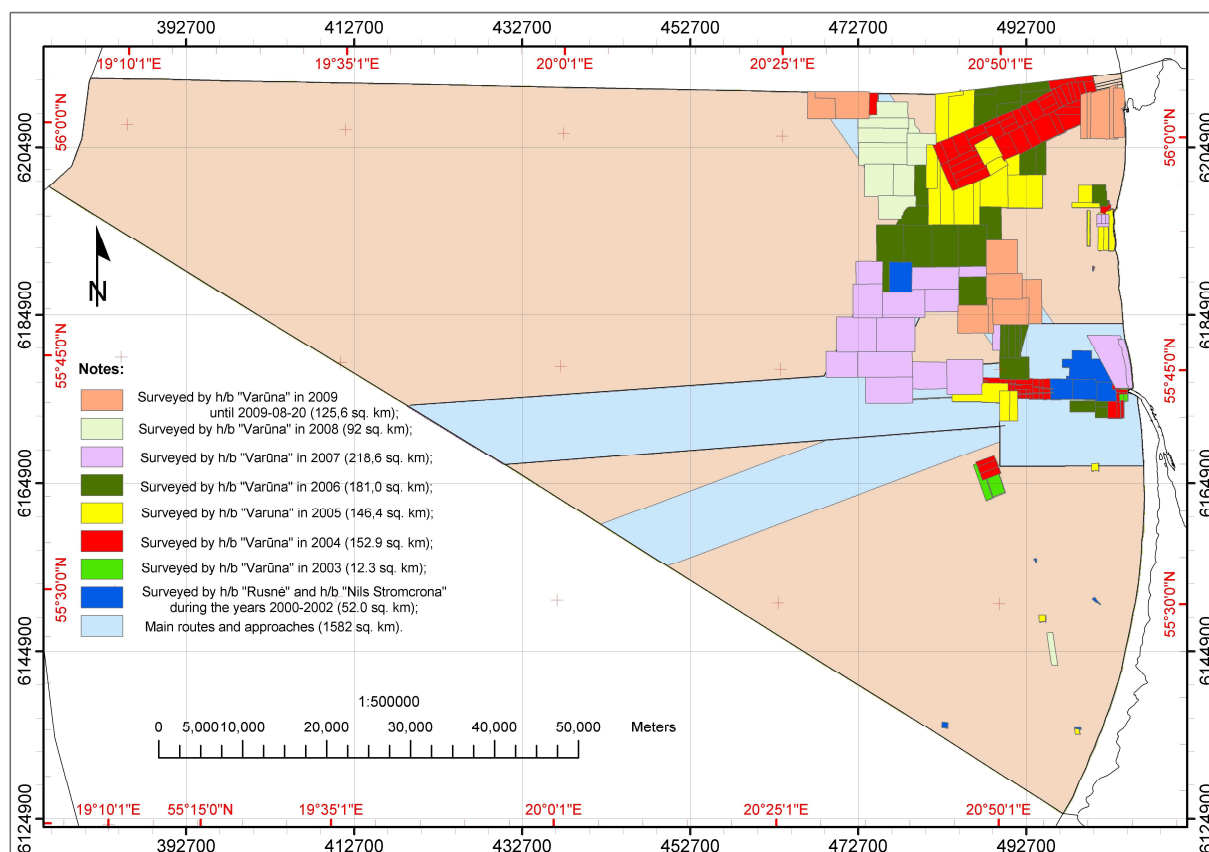 392700 412700 432700 452700 472700 492700
19°10'1"E 19°35'1"E 20°0'1"E 20°25'1"E 20°50'1"E
56°0'0"N 56°0'0"N
6204900 6204900
N
6184900 6184900
55°45'0"N 55°45'0"N
Notes:
Surveyed by h/b "Varūna" in 2009
until 2009-08-20 (125,6 sq. km);
Surveyed by h/b "Varūna" in 2008 (92 sq. km);
Surveyed by h/b "Varūna" in 2007 (218,6 sq. km);
6164900 6164900
Surveyed by h/b "Varūna" in 2006 (181,0 sq. km);
Surveyed by h/b "Varuna" in 2005 (146,4 sq. km);
Surveyed by h/b "Varūna" in 2004 (152.9 sq. km);
Surveyed by h/b "Varūna" in 2003 (12.3 sq. km);
55°30'0"N 55°30'0"N
Surveyed by h/b "Rusnė" and h/b "Nils Stromcrona"
during the years 2000-2002 (52.0 sq. km);
Main routes and approaches (1582 sq. km).
6144900 6144900
1:500000
0 5,000 10,000 20,000 30,000 40,000 50,000 Meters
19°10'1"E 55°15'0"N 19°35'1"E 20°0'1"E 20°25'1"E 20°50'1"E
6124900 6124900
392700 412700 432700 452700 472700 492700